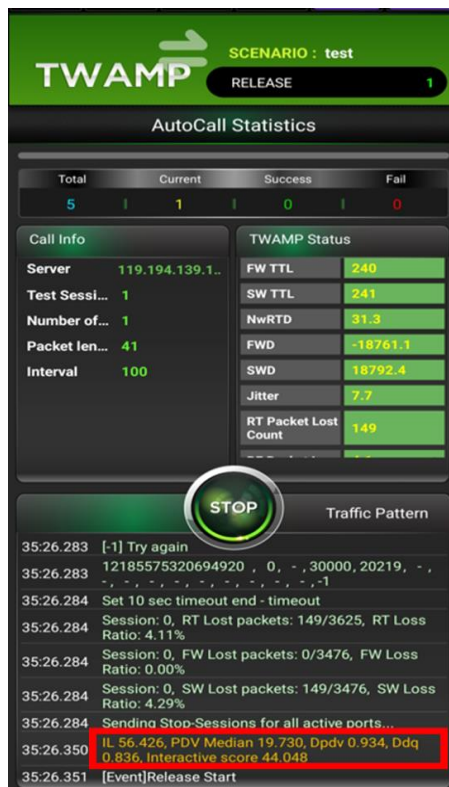 SCENARIO : test
TWAMP
RELEASE 1
AutoCall Statistics
Total Current Success Fail
5 1 0 0
Call Info
Server 119.194.139.1..
Test Sessi... 1
Number of... 1
Packet len... 41
Interval 100
TWAMP Status
FW TTL 240
SW TTL 241
NwRTD 31.3
FWD -18761.1
SWD 18792.4
Jitter 7.7
RT Packet Lost
Count 149
STOP
Traffic Pattern
35:26.283 [-1] Try again
35:26.283 12185575320694920 , 0, - ,30000, 20219, - ,
- , - , - , - , - , - , - , - , - ,-1
35:26.284 Set 10 sec timeout end - timeout
35:26.284 Session: 0, RT Lost packets: 149/3625, RT Loss
Ratio: 4.11%
35:26.284 Session: 0, FW Lost packets: 0/3476, FW Loss
Ratio: 0.00%
35:26.284 Session: 0, SW Lost packets: 149/3476, SW Loss
Ratio: 4.29%
35:26.284 Sending Stop-Sessions for all active ports...
35:26.350 IL 56.426, PDV Median 19.730, Dpdv 0.934, Ddq
0.836, Interactive score 44.048
35:26.351 [Event]Release Start